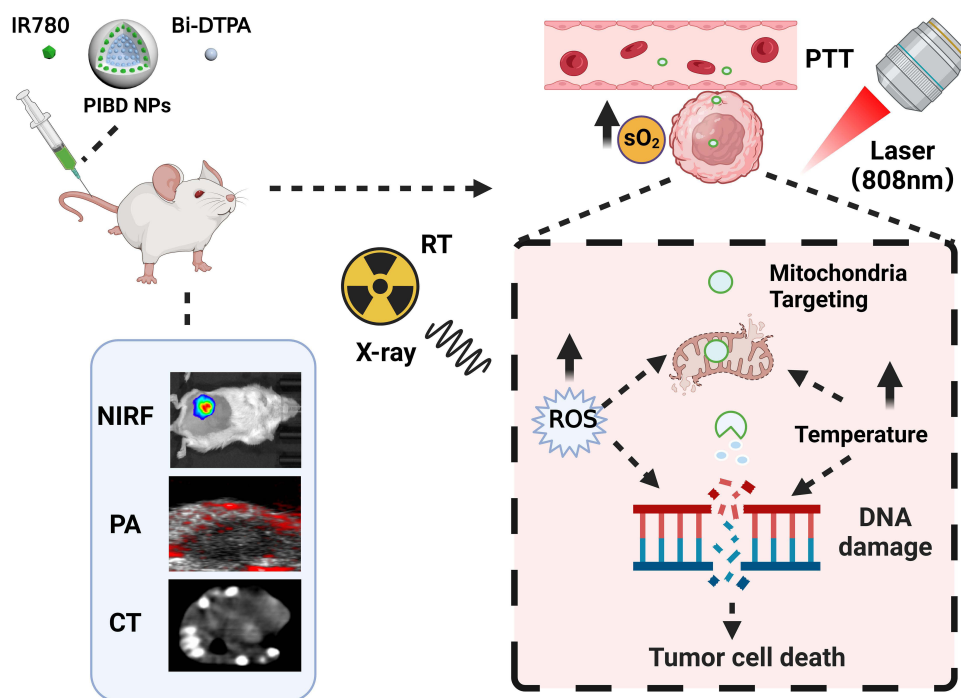 IR780
Bi-DTPA
PIBD NPs
PTT
sO₂
Laser
(808nm)
RT
X-ray
NIRF
PA
CT
Mitochondria
Targeting
ROS
Temperature
DNA
damage
Tumor cell death